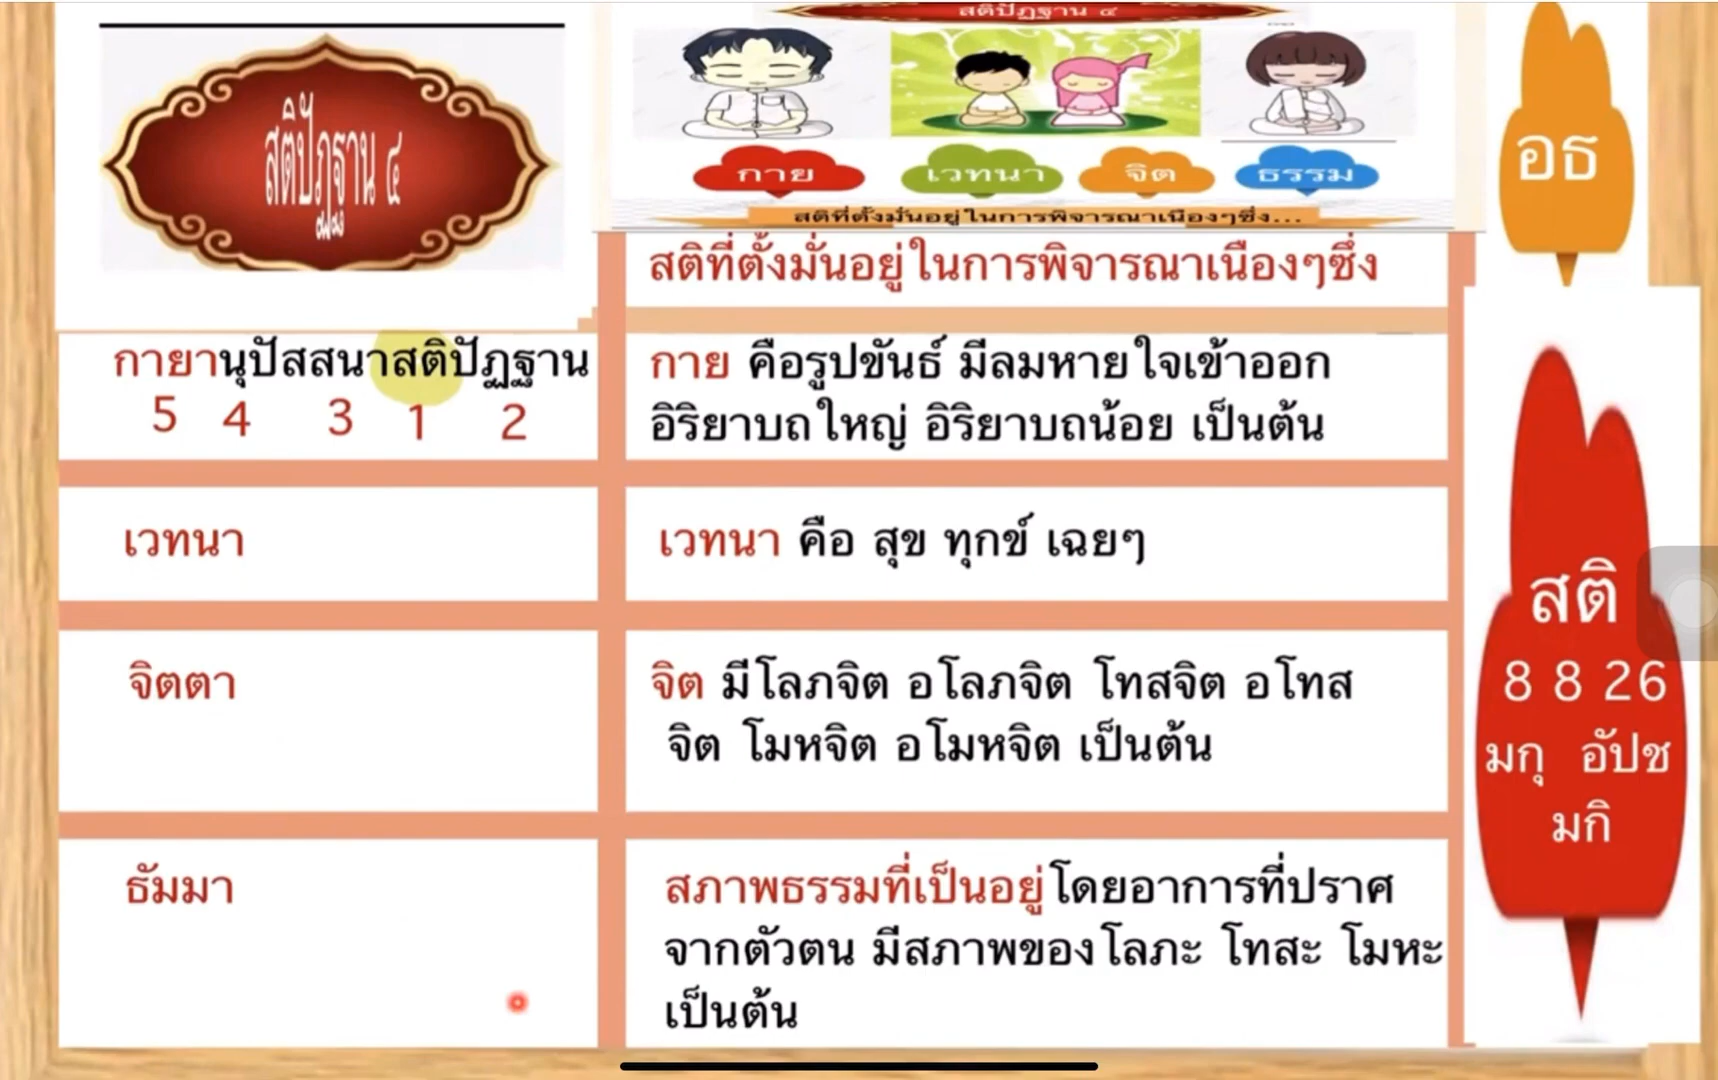 สติปัฏฐาน ๔
สติปัฏฐาน ๔
กาย
เวทนา
จิต
ธรรม
สติที่ตั้งมั่นอยู่ในการพิจารณาเนืองๆซึ่ง...
สติที่ตั้งมั่นอยู่ในการพิจารณาเนืองๆซึ่ง
กายานุปัสสนาสติปัฏฐาน
5 4 3 1 2
กาย คือรูปขันธ์ มีลมหายใจเข้าออก
อิริยาบถใหญ่ อิริยาบถน้อย เป็นต้น
เวทนา
เวทนา คือ สุข ทุกข์ เฉยๆ
จิตตา
จิต มีโลภจิต อโลภจิต โทสจิต อโทส
จิต โมหจิต อโมหจิต เป็นต้น
ธัมมา
สภาพธรรมที่เป็นอยู่โดยอาการที่ปราศ
จากตัวตน มีสภาพของโลภะ โทสะ โมหะ
เป็นต้น
อธ
สติ
8 8 26
มกุ อัปช
มกิ